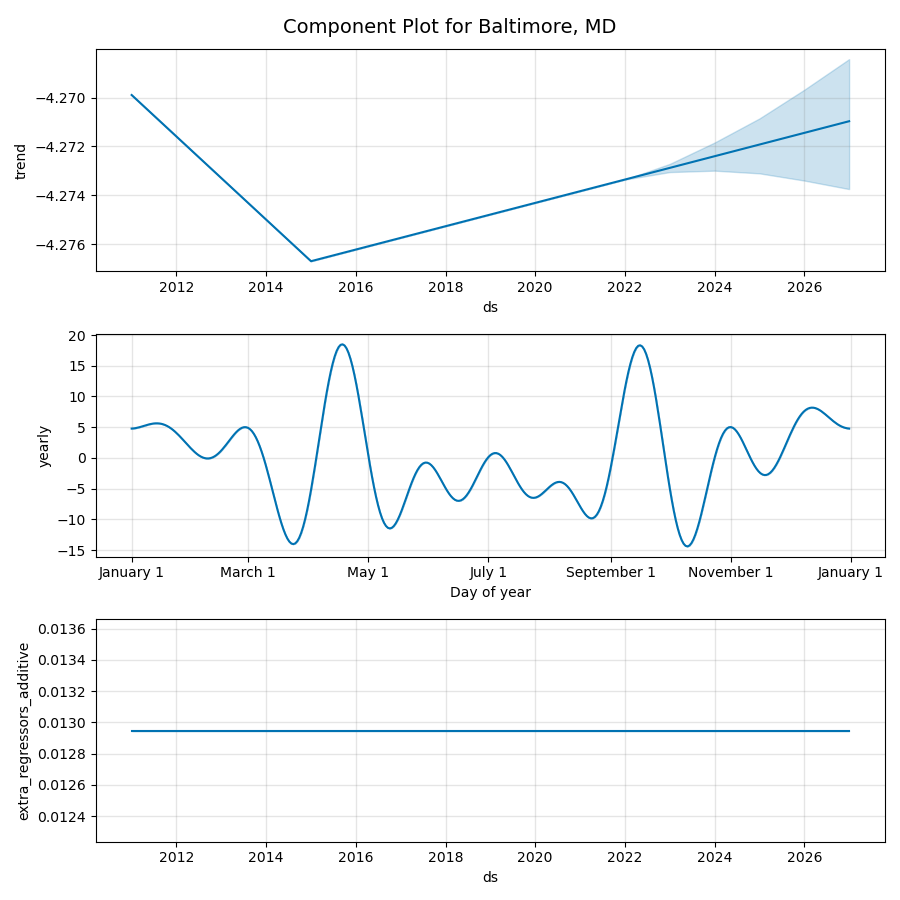 Component Plot for Baltimore, MD
−4.270
−4.272
−4.274
−4.276
trend
2012 2014 2016 2018 2020 2022 2024 2026
ds
20
15
10
5
0
−5
−10
−15
yearly
January 1 March 1 May 1 July 1 September 1 November 1 January 1
Day of year
0.0136
0.0134
0.0132
0.0130
0.0128
0.0126
0.0124
extra_regressors_additive
2012 2014 2016 2018 2020 2022 2024 2026
ds